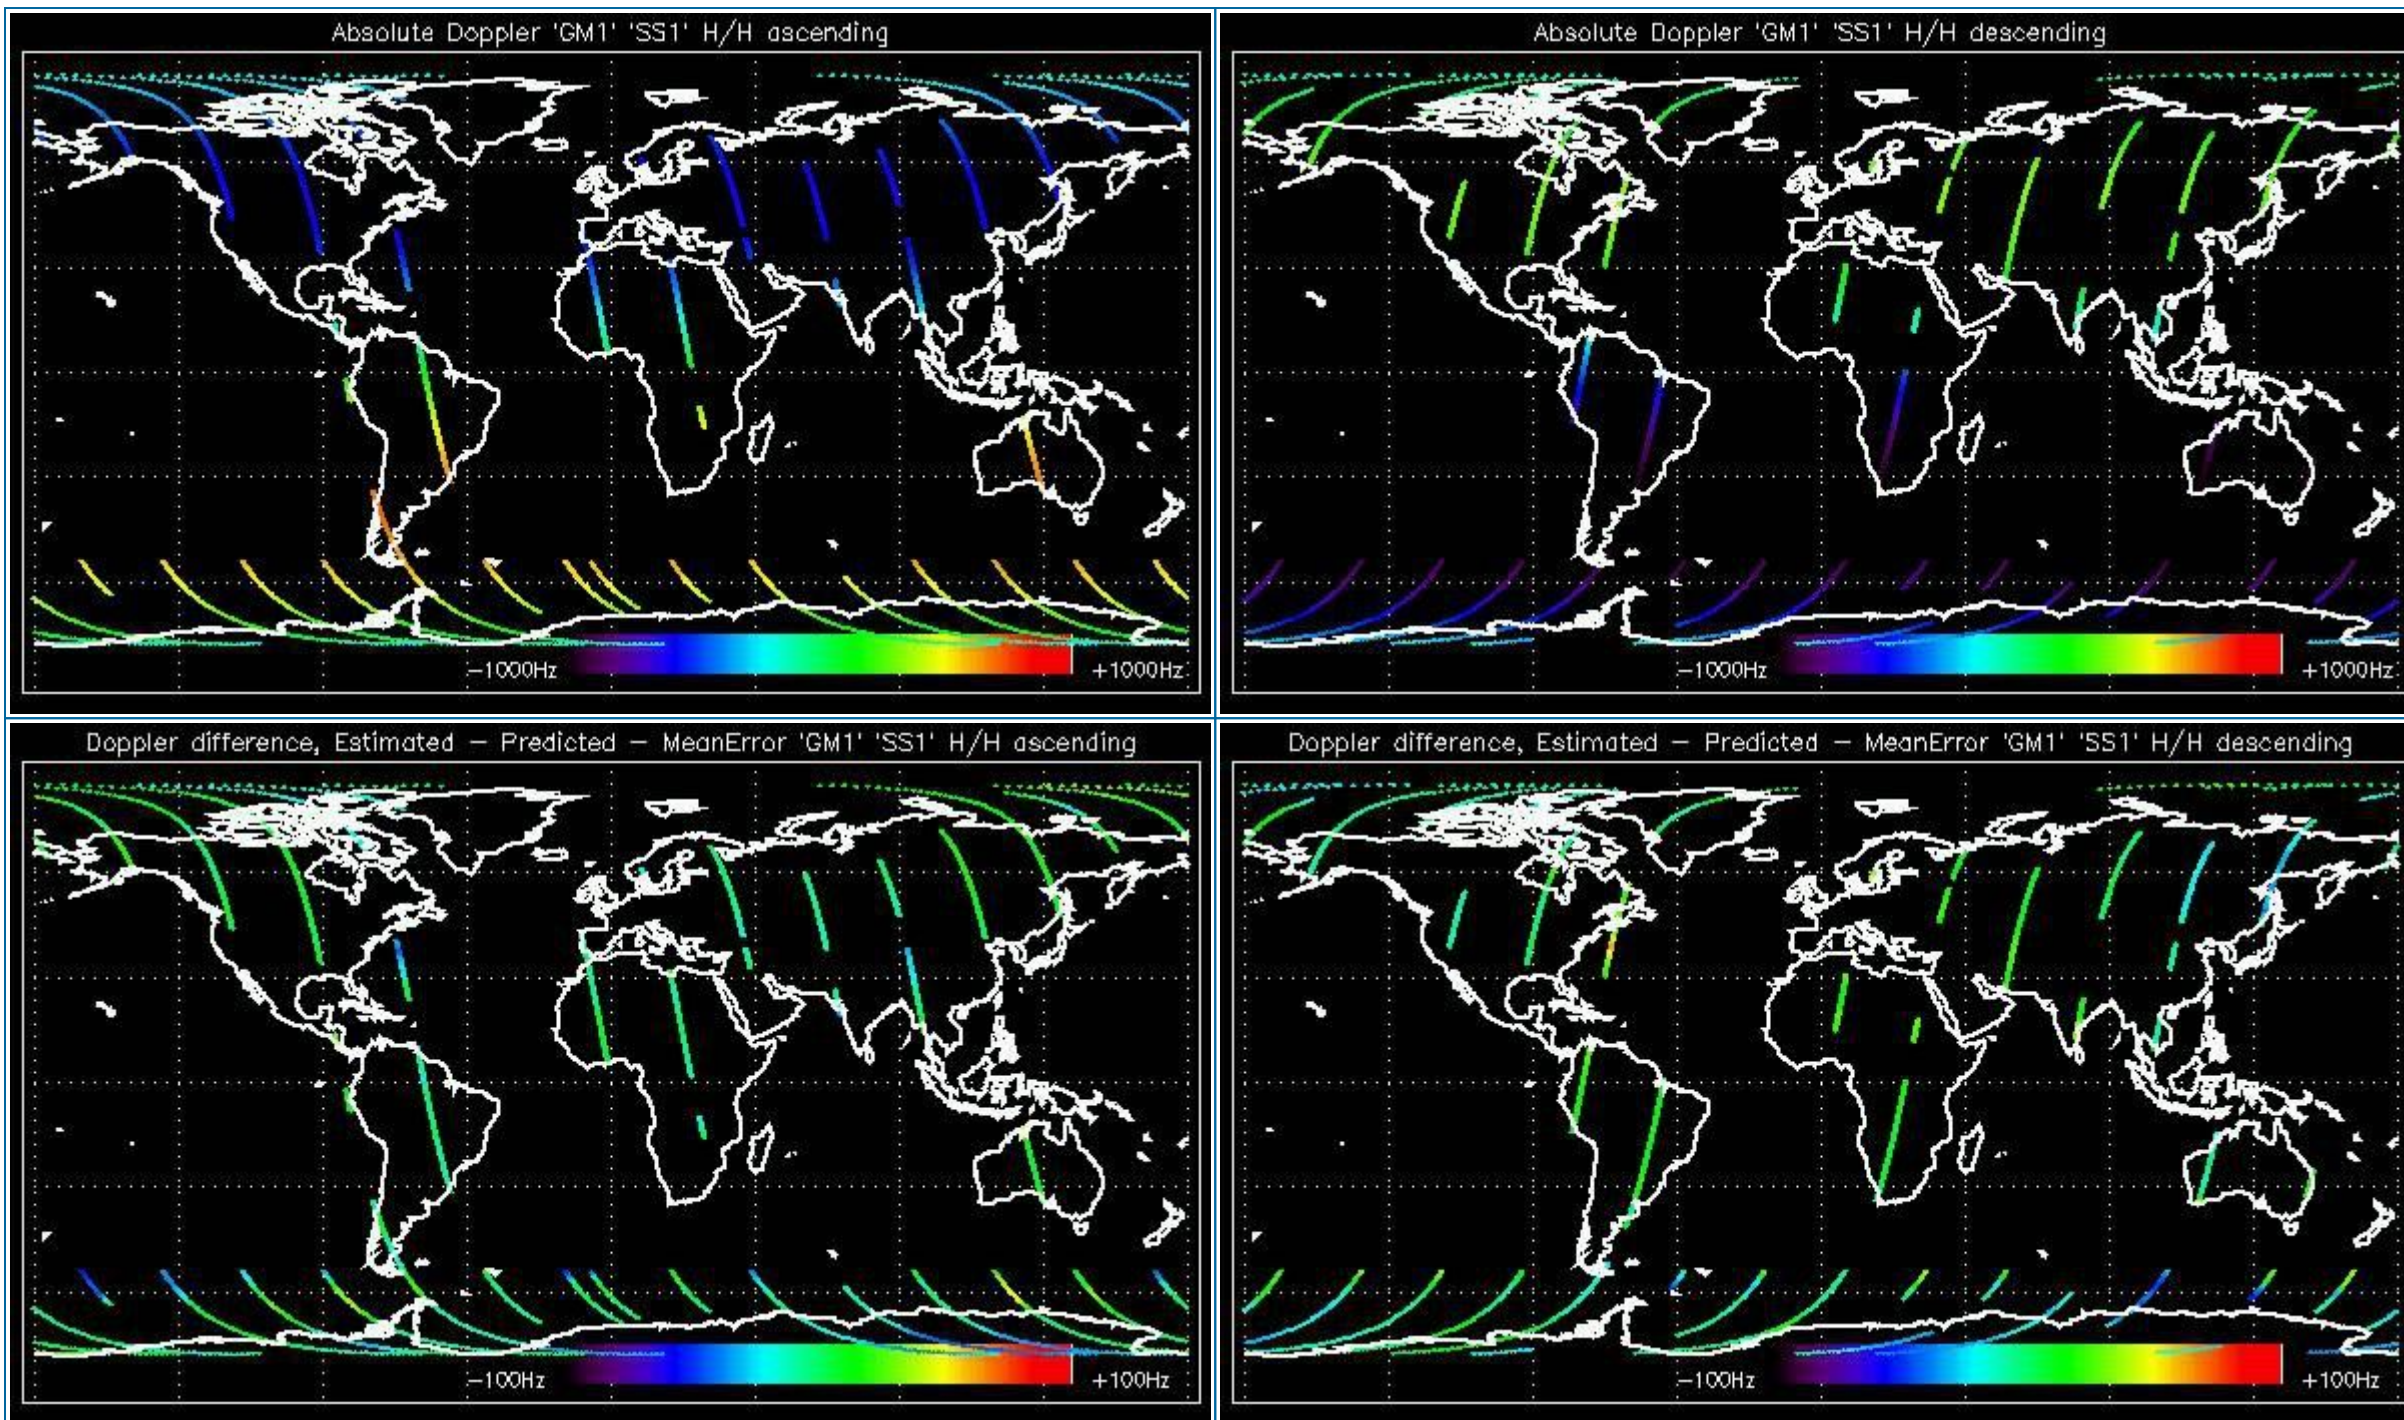 Absolute Doppler 'GM1' 'SS1' H/H ascending
-1000Hz +1000Hz
Absolute Doppler 'GM1' 'SS1' H/H descending
-1000Hz +1000Hz
Doppler difference, Estimated - Predicted - MeanError 'GM1' 'SS1' H/H ascending
-100Hz +100Hz
Doppler difference, Estimated - Predicted - MeanError 'GM1' 'SS1' H/H descending
-100Hz +100Hz